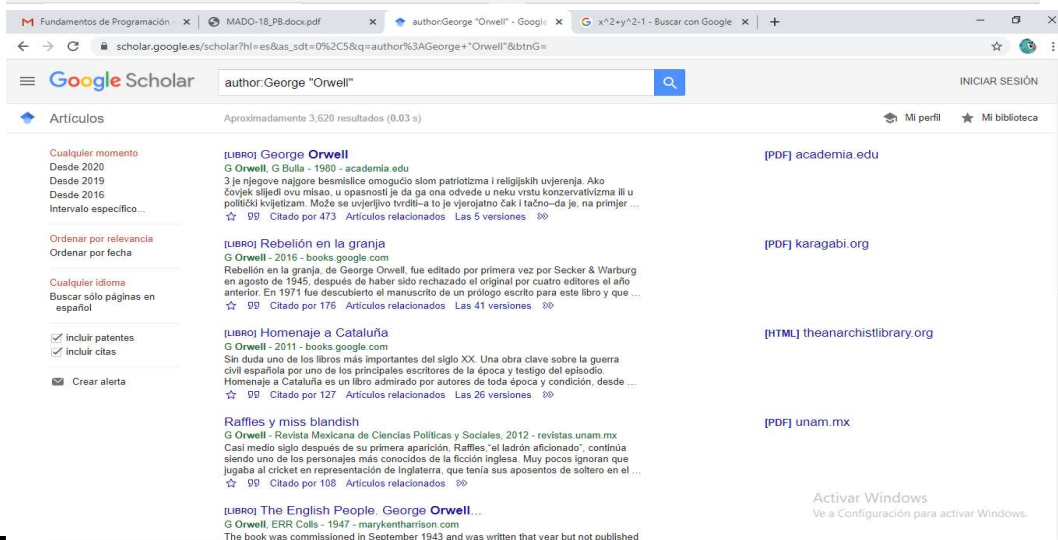 Fundamentos de Programación
MADO-18_PB.docx.pdf
author:George "Orwell" - Google
x^2+y^2-1 - Buscar con Google
scholar.google.es/scholar?hl=es&as_sdt=0%2C5&q=author%3AGeorge+"Orwell"&btnG=
Google Scholar
author:George "Orwell"
INICIAR SESIÓN
Artículos
Aproximadamente 3,620 resultados (0.03 s)
Mi perfil
Mi biblioteca
Cualquier momento
Desde 2020
Desde 2019
Desde 2016
Intervalo específico...
Ordenar por relevancia
Ordenar por fecha
Cualquier idioma
Buscar sólo páginas en
español
incluir patentes
incluir citas
Crear alerta
[LIBRO] George Orwell
G Orwell, G Bulla - 1980 - academia.edu
3 je njegove najgore besmislice omogućio slom patriotizma i religijskih uvjerenja. Ako
čovjek slijedi ovu misao, u opasnosti je da ga ona odvede u neku vrstu konzervativizma ili u
politički kvijetizam. Može se uvjerljivo tvrditi–a to je vjerojatno čak i tačno–da je, na primjer ...
Citado por 473 Artículos relacionados Las 5 versiones
[PDF] academia.edu
[LIBRO] Rebelión en la granja
G Orwell - 2016 - books.google.com
Rebelión en la granja, de George Orwell, fue editado por primera vez por Secker & Warburg
en agosto de 1945, después de haber sido rechazado el original por cuatro editores el año
anterior. En 1971 fue descubierto el manuscrito de un prólogo escrito para este libro y que ...
Citado por 176 Artículos relacionados Las 41 versiones
[PDF] karagabi.org
[LIBRO] Homenaje a Cataluña
G Orwell - 2011 - books.google.com
Sin duda uno de los libros más importantes del siglo XX. Una obra clave sobre la guerra
civil española por uno de los principales escritores de la época y testigo del episodio.
Homenaje a Cataluña es un libro admirado por autores de toda época y condición, desde ...
Citado por 127 Artículos relacionados Las 26 versiones
[HTML] theanarchistlibrary.org
Raffles y miss blandish
G Orwell - Revista Mexicana de Ciencias Políticas y Sociales, 2012 - revistas.unam.mx
Casi medio siglo después de su primera aparición, Raffles,"el ladrón aficionado", continúa
siendo uno de los personajes más conocidos de la ficción inglesa. Muy pocos ignoran que
jugaba al cricket en representación de Inglaterra, que tenía sus aposentos de soltero en el ...
Citado por 108 Artículos relacionados
[PDF] unam.mx
[LIBRO] The English People. George Orwell...
G Orwell, ERR Colls - 1947 - marykentharrison.com
The book was commissioned in September 1943 and was written that year but not published
Activar Windows
Ve a Configuración para activar Windows.